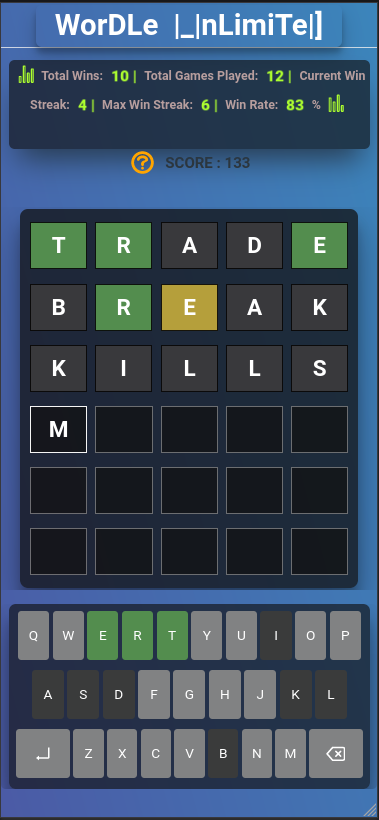 WorDLe |_|nLimiTe|]
Total Wins: 10 | Total Games Played: 12 | Current Win
Streak: 4 | Max Win Streak: 6 | Win Rate: 83 %
? SCORE : 133
T R A D E
B R E A K
K I L L S
M
Q W E R T Y U I O P
A S D F G H J K L
Z X C V B N M